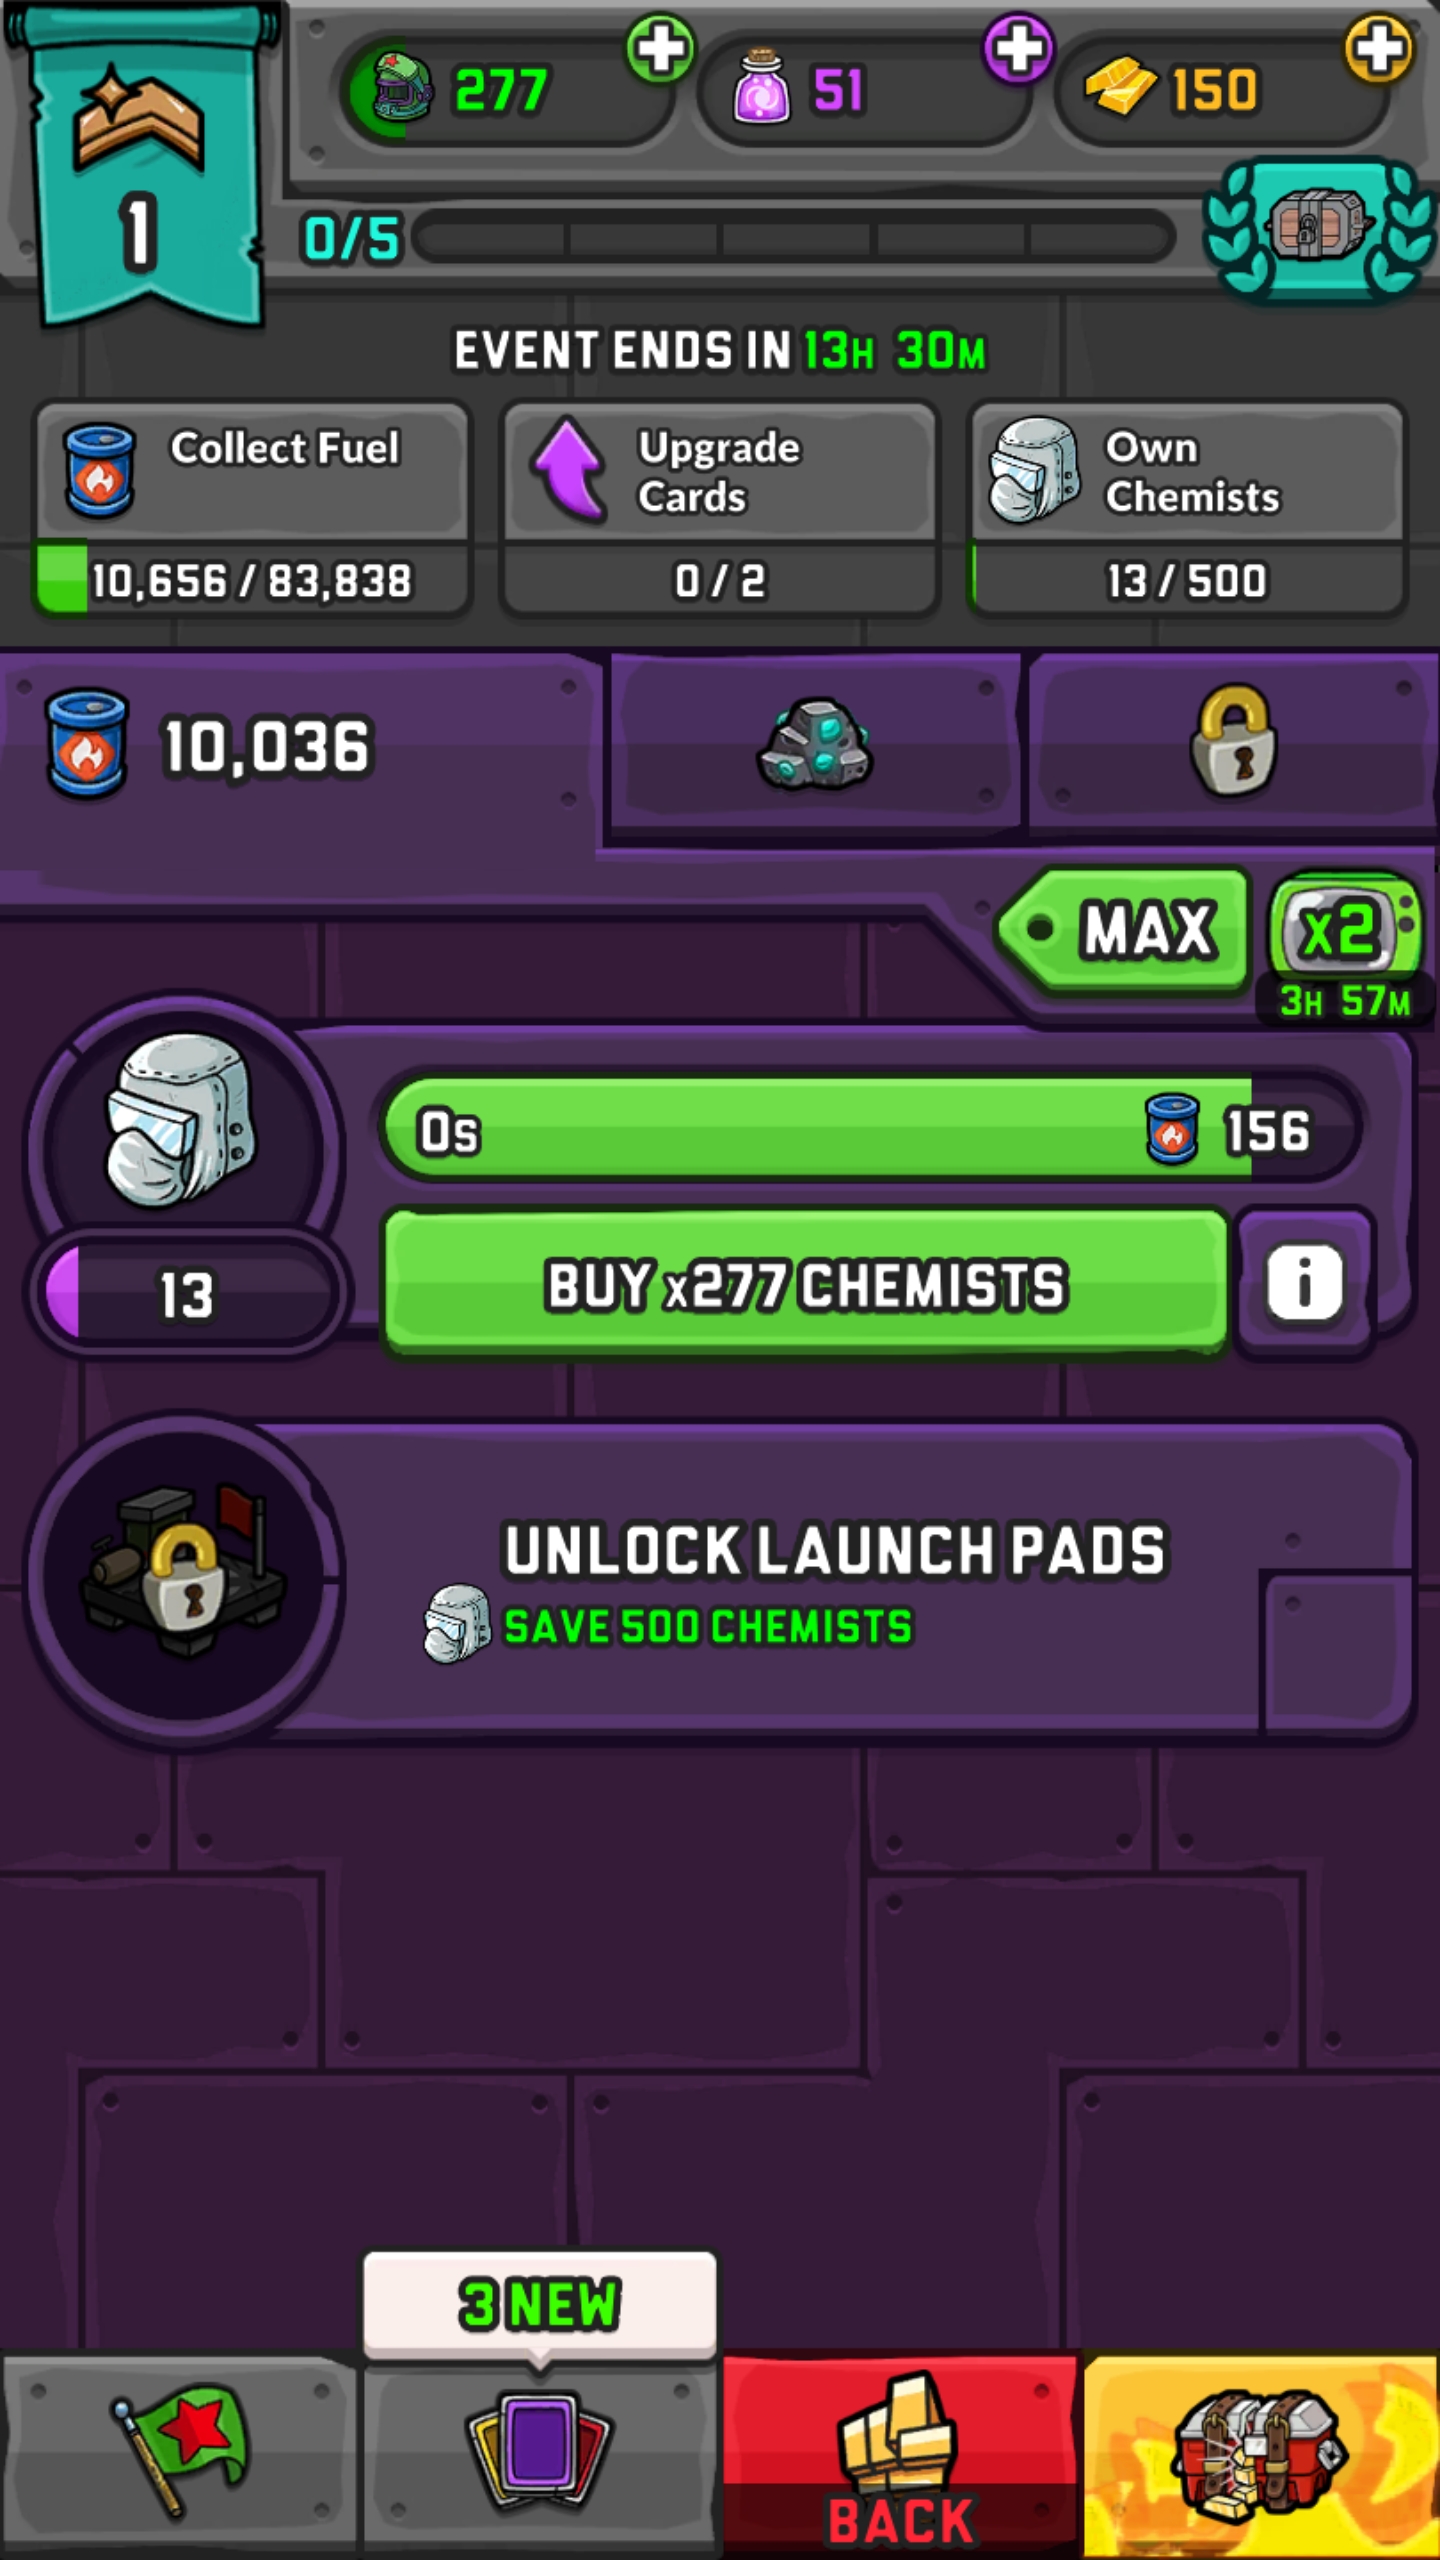 277
51
150
1
0/5
EVENT ENDS IN 13H 30M
Collect Fuel
10,656 / 83,838
Upgrade
Cards
0 / 2
Own
Chemists
13 / 500
10,036
MAX
x2
3H 57M
0s
156
13
BUY x277 CHEMISTS
i
UNLOCK LAUNCH PADS
SAVE 500 CHEMISTS
3 NEW
BACK